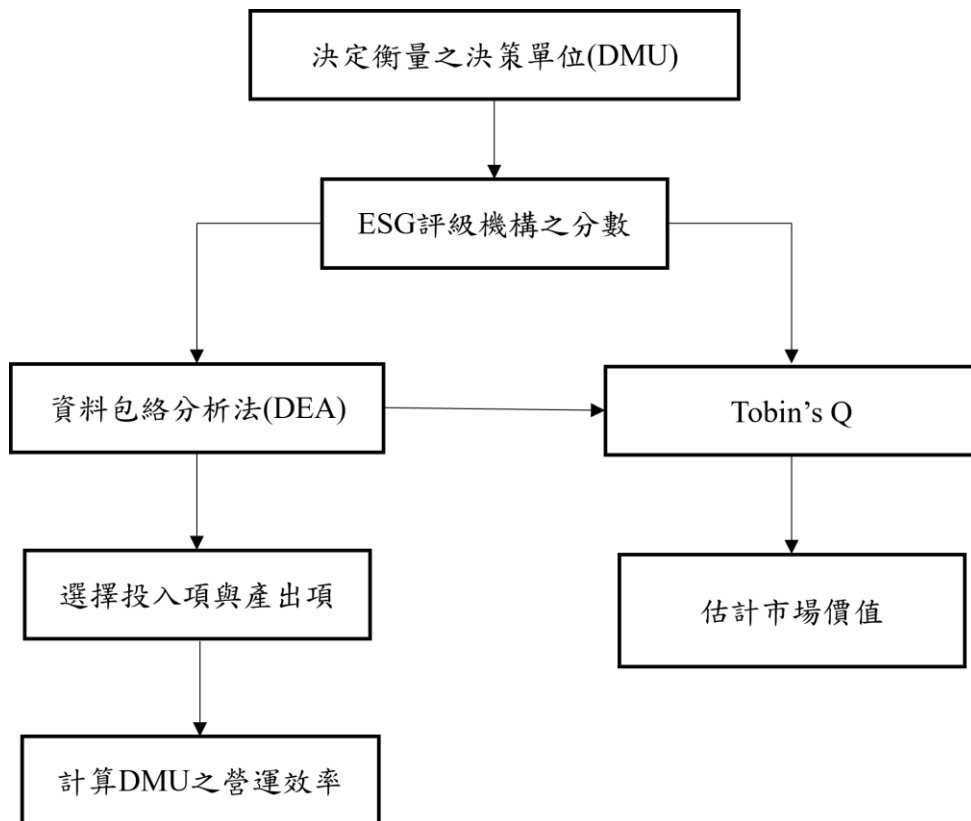 決定衡量之決策單位(DMU)
ESG評級機構之分數
資料包絡分析法(DEA)
Tobin’s Q
選擇投入項與產出項
估計市場價值
計算DMU之營運效率